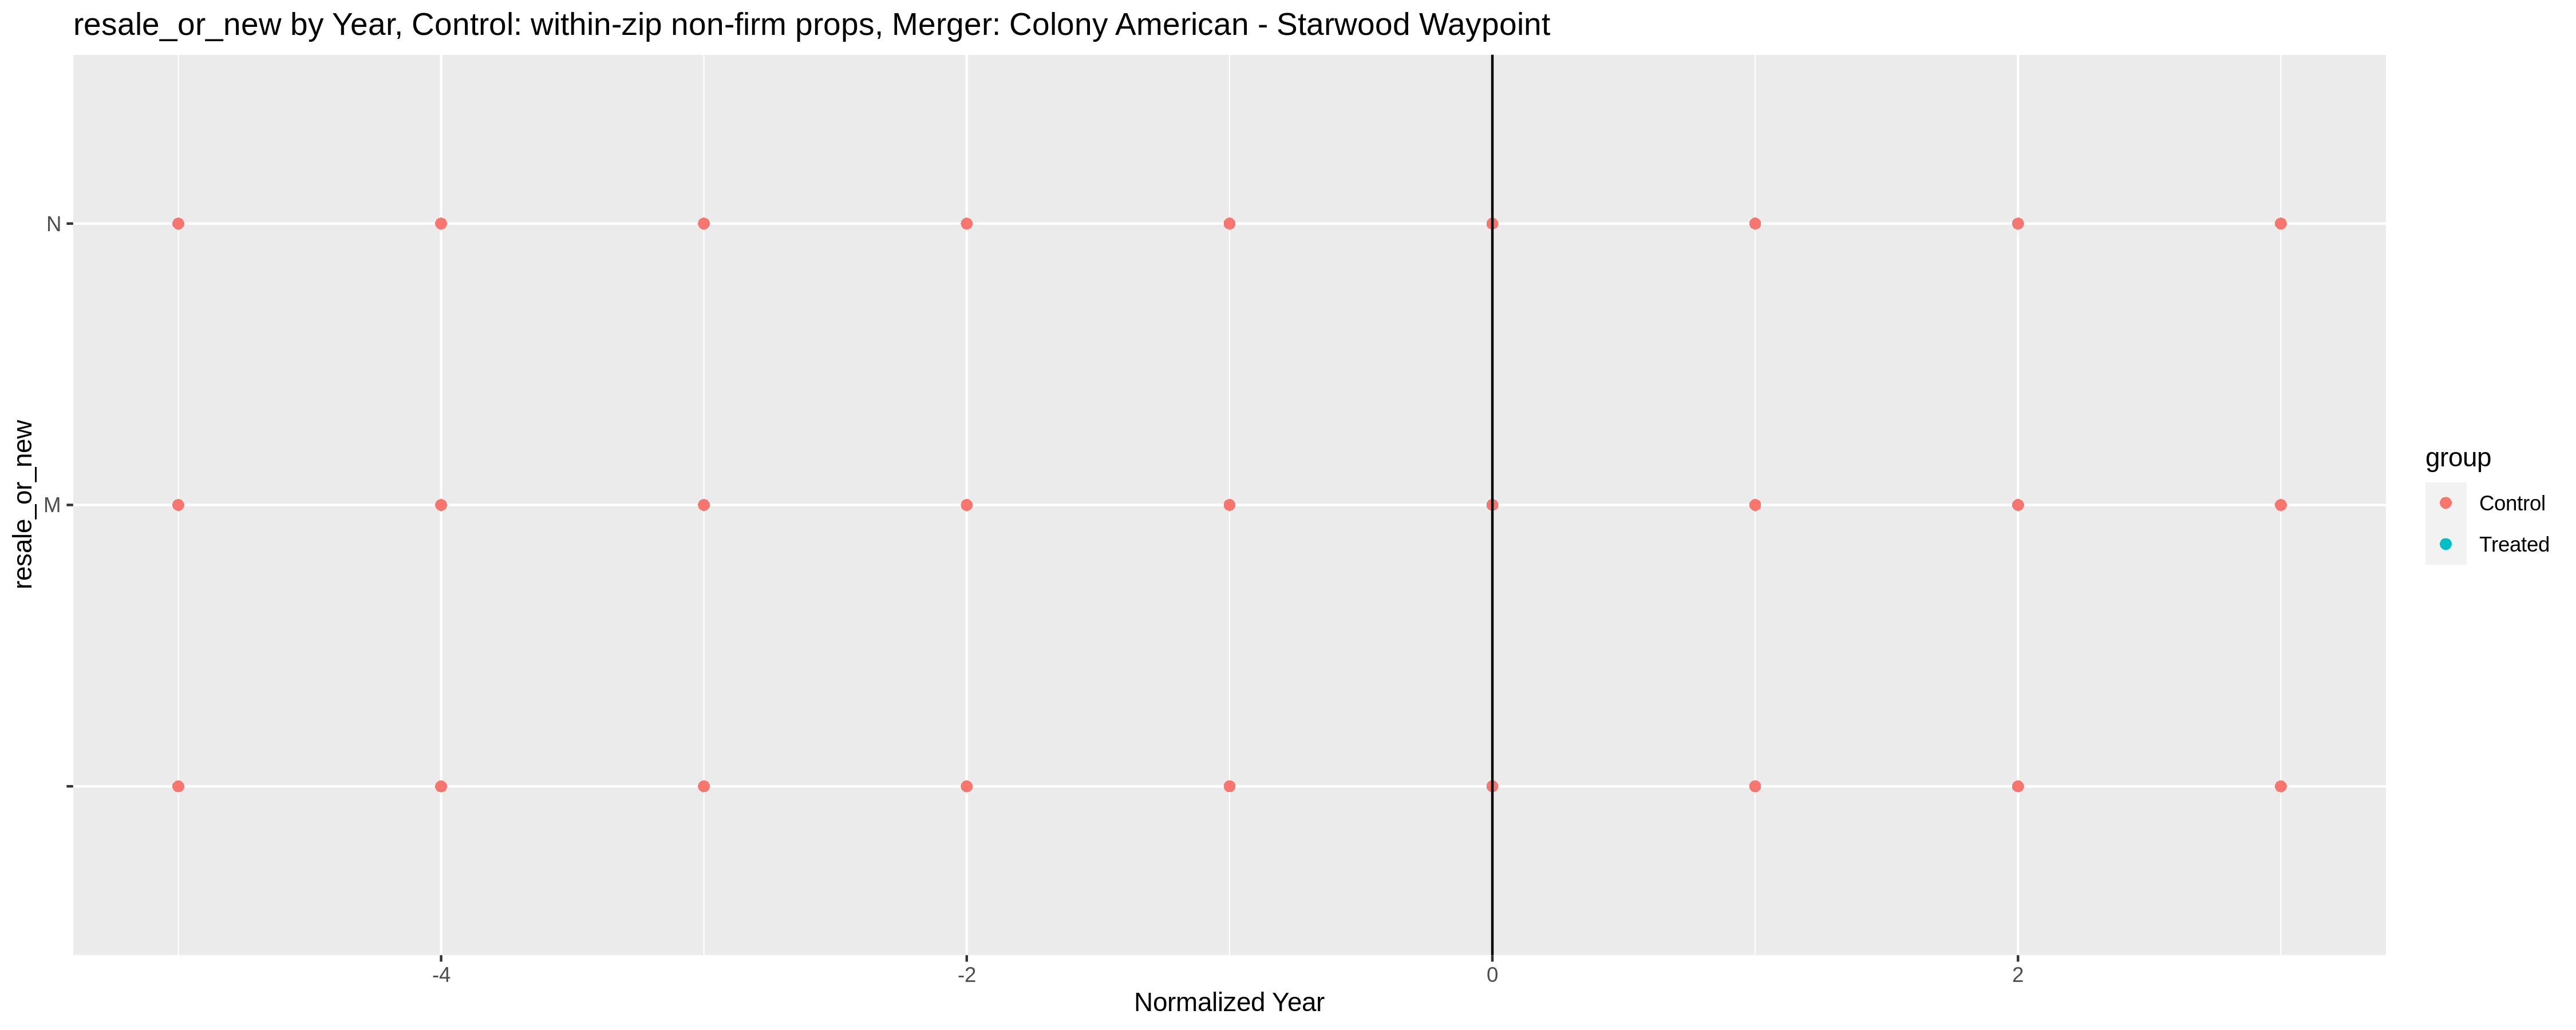 resale_or_new by Year, Control: within-zip non-firm props, Merger: Colony American - Starwood Waypoint
resale_or_new
N
M
-4
-2
0
2
Normalized Year
group
Control
Treated